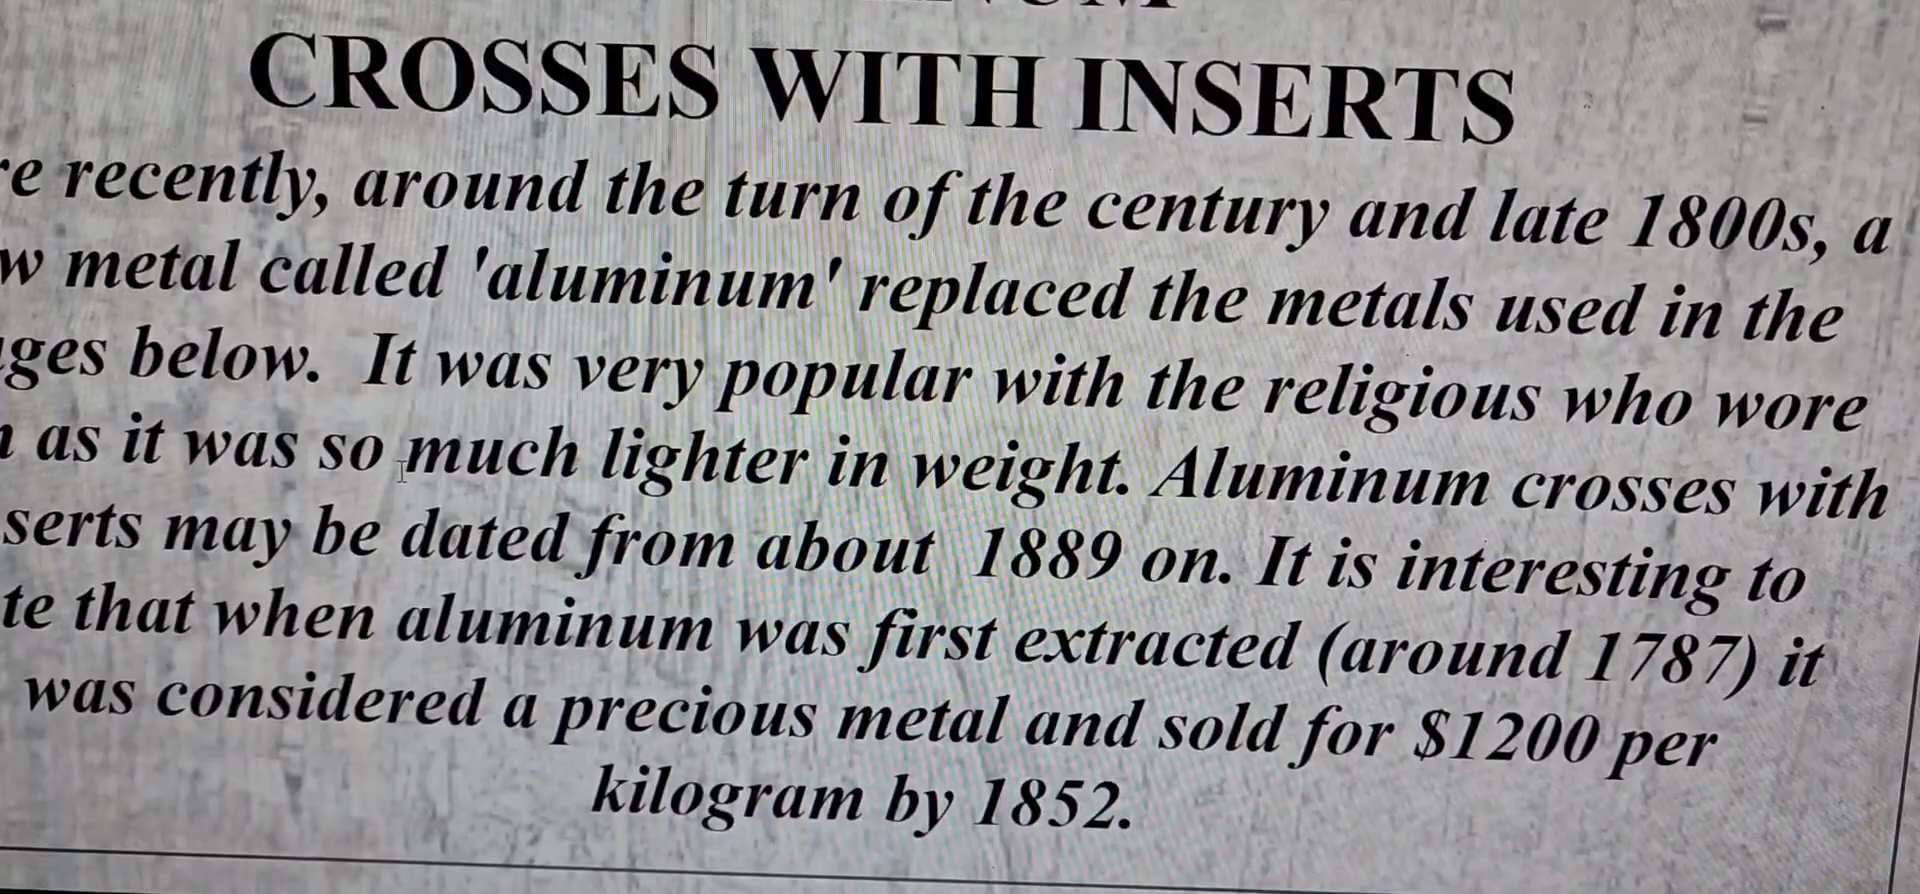 CROSSES WITH INSERTS
re recently, around the turn of the century and late 1800s, a
w metal called 'aluminum' replaced the metals used in the
ges below. It was very popular with the religious who wore
as it was so much lighter in weight. Aluminum crosses with
serts may be dated from about 1889 on. It is interesting to
te that when aluminum was first extracted (around 1787) it
was considered a precious metal and sold for $1200 per
kilogram by 1852.